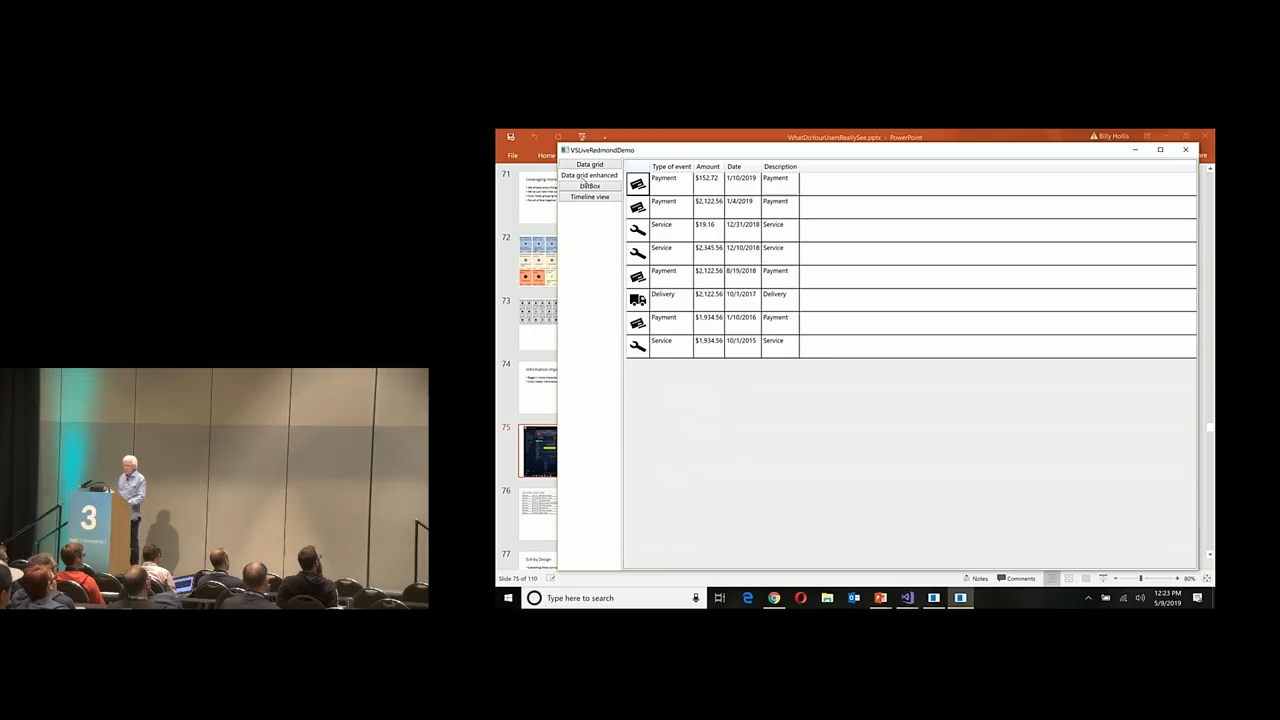 WhatDoYourUsersReallySee.pptx - PowerPoint
Billy Hollis
File
Home
VSLiveRedmondDemo
Data grid
Data grid enhanced
ListBox
Timeline view
Type of event Amount Date Description
Payment $152.72 1/10/2019 Payment
Payment $2,122.56 1/4/2019 Payment
Service $19.16 12/31/2018 Service
Service $2,345.56 12/10/2018 Service
Payment $2,122.56 8/19/2018 Payment
Delivery $2,122.56 10/1/2017 Delivery
Payment $1,934.56 1/10/2016 Payment
Service $1,934.56 10/1/2015 Service
71
72
73
74
75
76
77
Evil by Design
3
Slide 75 of 110
Notes
Comments
80%
Type here to search
12:23 PM
5/9/2019